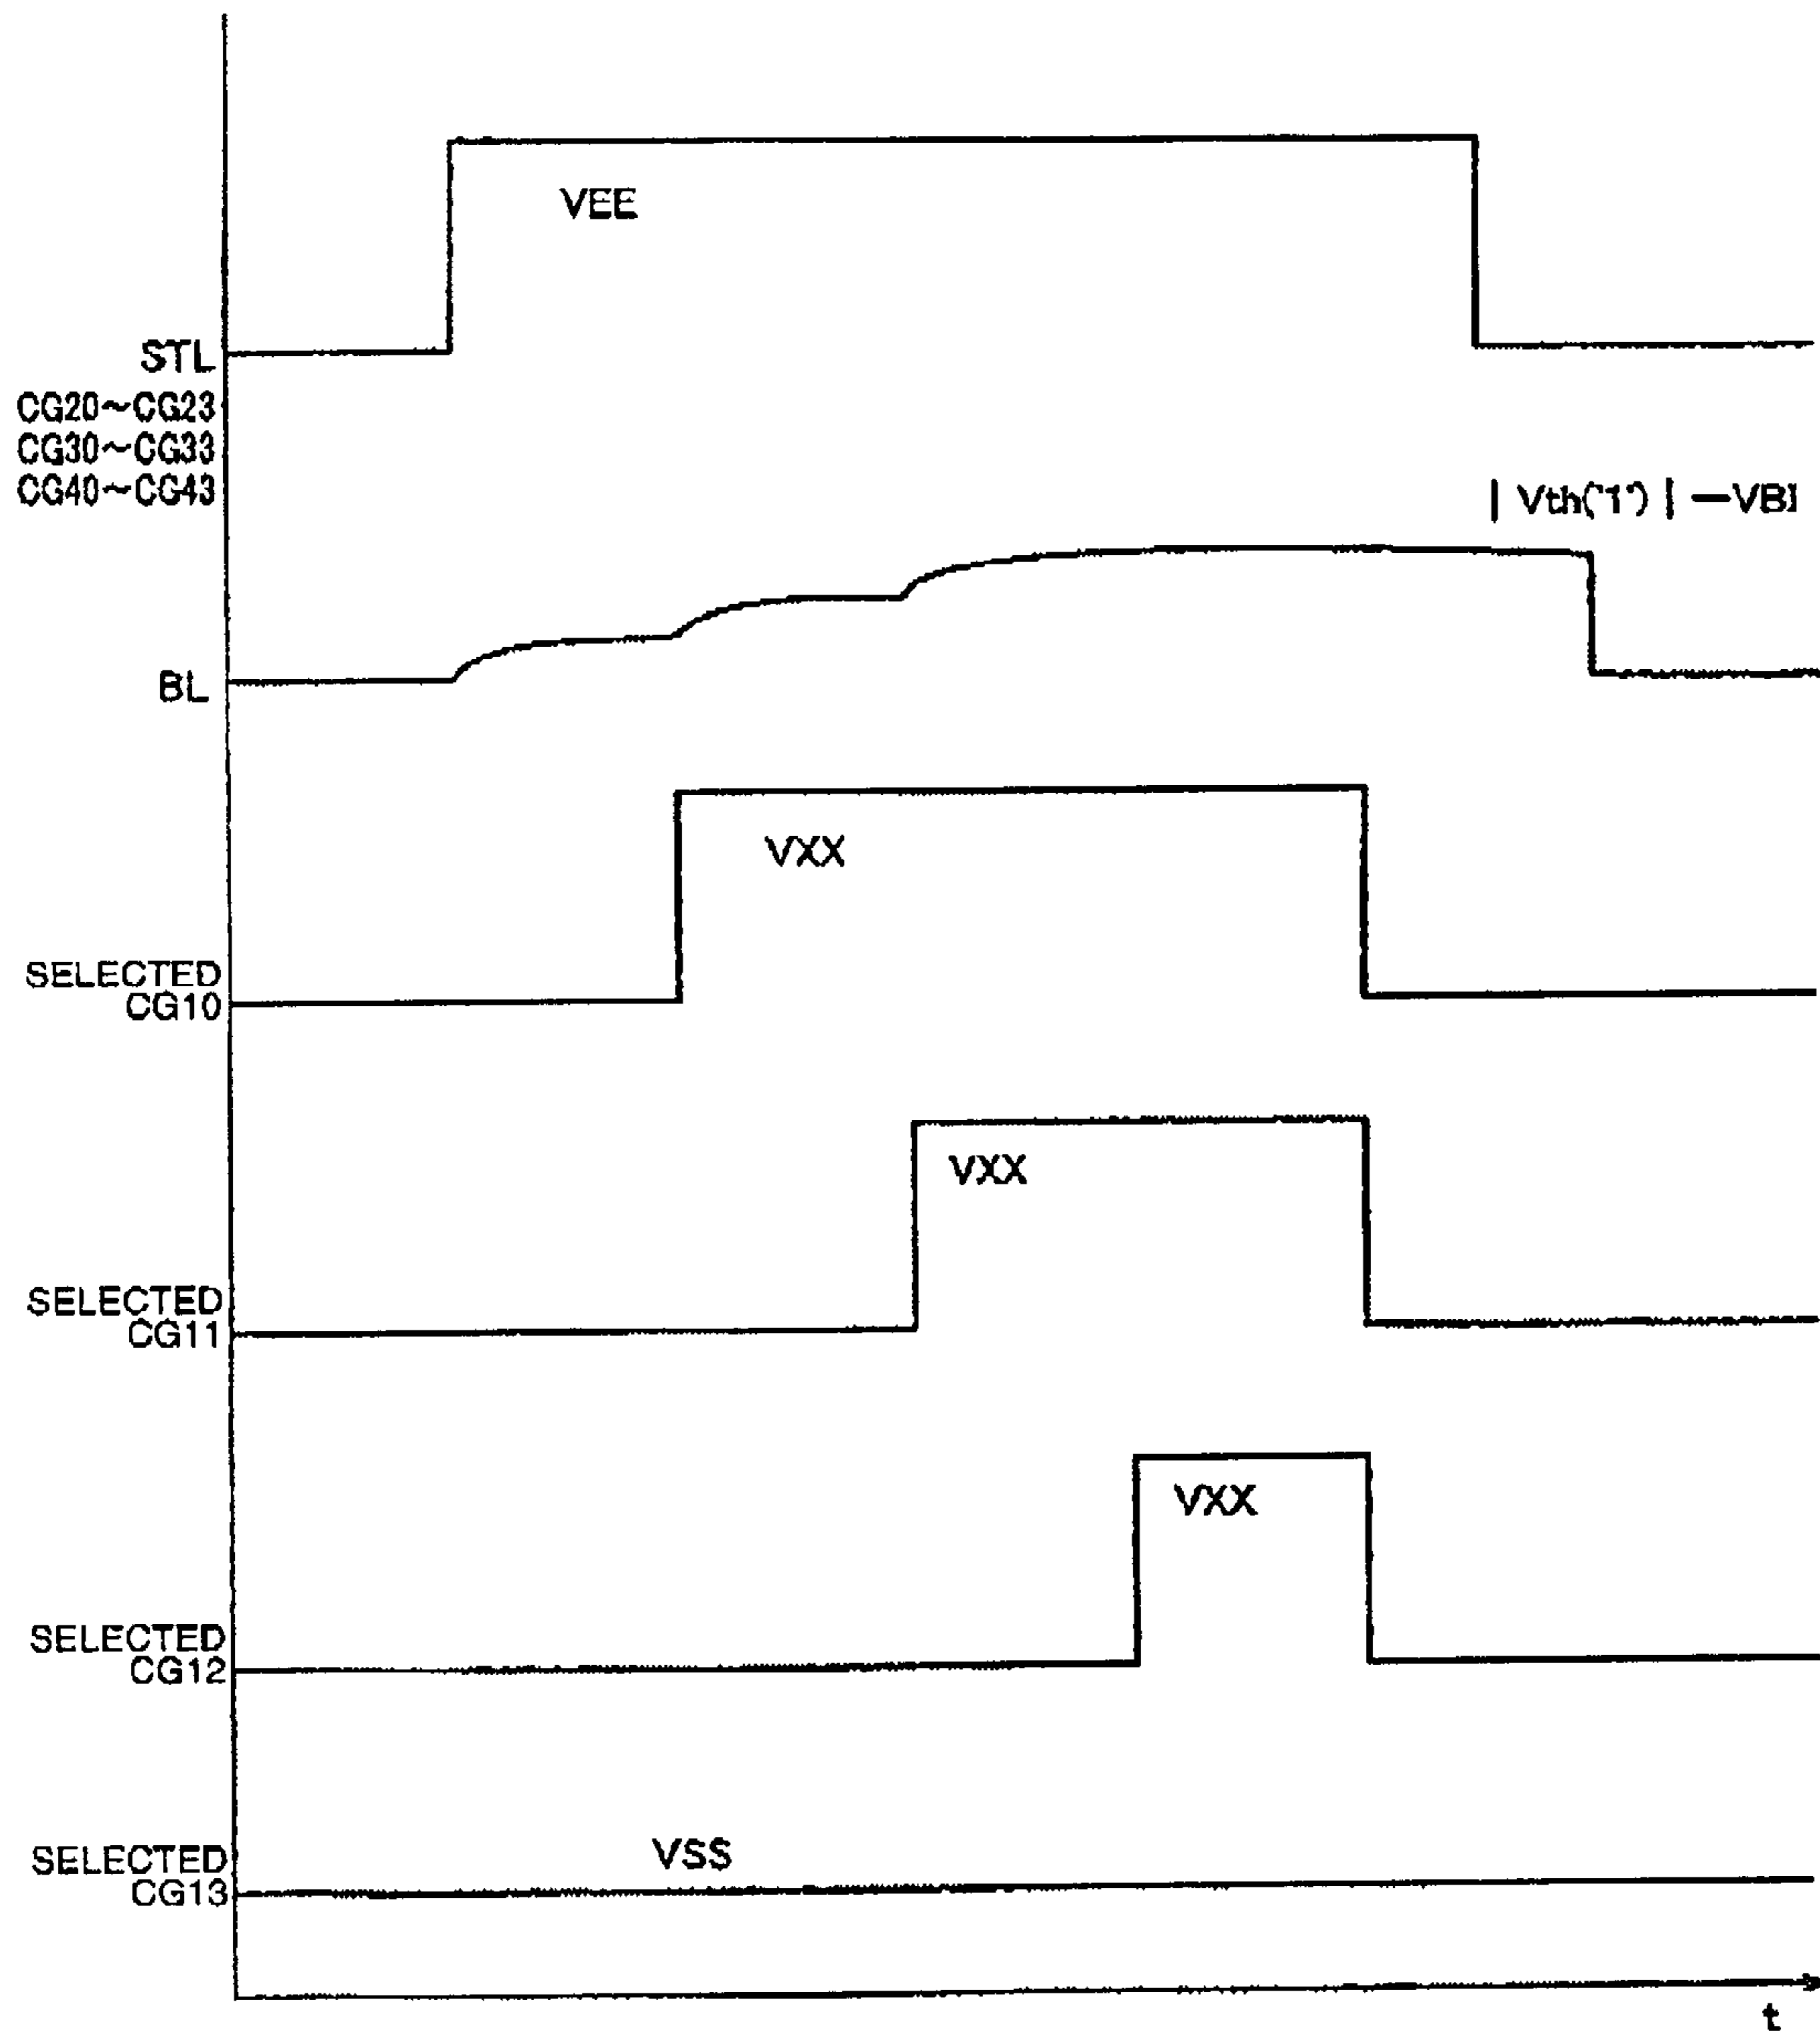 VEE
STL
CG20~CG23
CG30~CG33
CG40~CG43
| Vth('1') | —VBI
BL
VXX
SELECTED
CG10
VXX
SELECTED
CG11
VXX
SELECTED
CG12
VSS
SELECTED
CG13
t